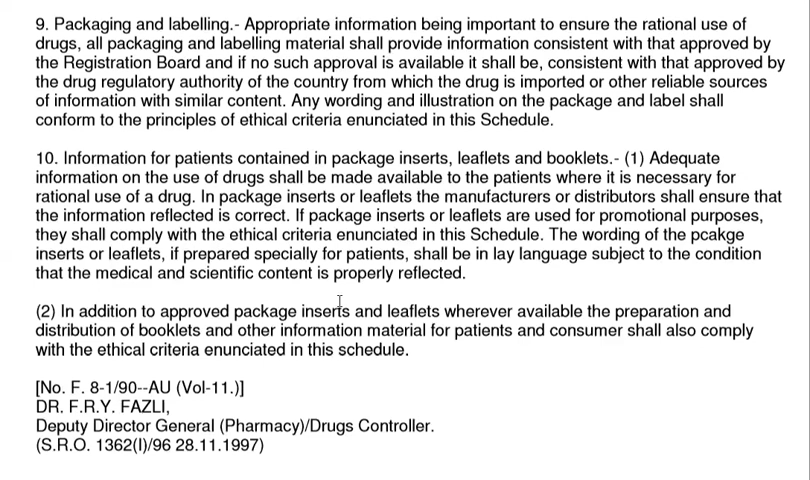 9. Packaging and labelling.- Appropriate information being important to ensure the rational use of
drugs, all packaging and labelling material shall provide information consistent with that approved by
the Registration Board and if no such approval is available it shall be, consistent with that approved by
the drug regulatory authority of the country from which the drug is imported or other reliable sources
of information with similar content. Any wording and illustration on the package and label shall
conform to the principles of ethical criteria enunciated in this Schedule.
10. Information for patients contained in package inserts, leaflets and booklets.- (1) Adequate
information on the use of drugs shall be made available to the patients where it is necessary for
rational use of a drug. In package inserts or leaflets the manufacturers or distributors shall ensure that
the information reflected is correct. If package inserts or leaflets are used for promotional purposes,
they shall comply with the ethical criteria enunciated in this Schedule. The wording of the pcakge
inserts or leaflets, if prepared specially for patients, shall be in lay language subject to the condition
that the medical and scientific content is properly reflected.
(2) In addition to approved package inserts and leaflets wherever available the preparation and
distribution of booklets and other information material for patients and consumer shall also comply
with the ethical criteria enunciated in this schedule.
[No. F. 8-1/90--AU (Vol-11.)]
DR. F.R.Y. FAZLI,
Deputy Director General (Pharmacy)/Drugs Controller.
(S.R.O. 1362(I)/96 28.11.1997)